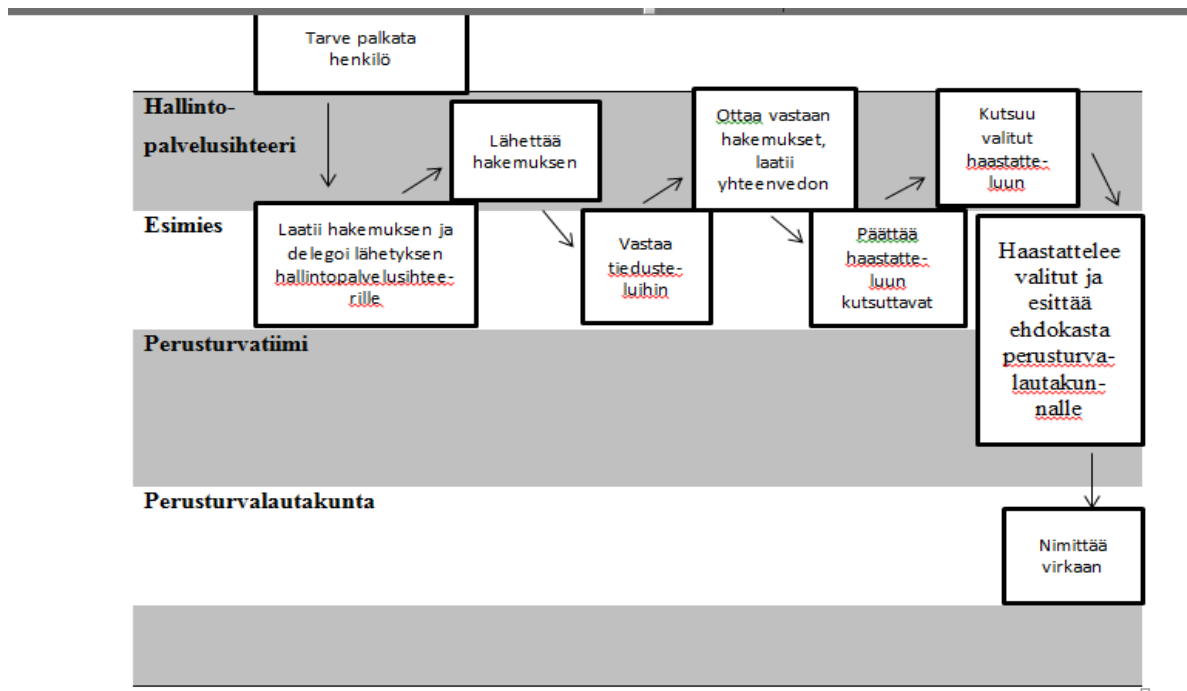 Tarve palkata
henkilö
Hallinto-
palvelusihteeri
Lähettää
hakemuksen
Ottaa vastaan
hakemukset,
laatii
yhteenvedon
Kutsuu
valitut
haastatte-
luun
Esimies
Laatii hakemuksen ja
delegoi lähetyksen
hallintopalvelusihtee-
rille
Vastaa
tieduste-
luihin
Päättää
haastatte-
luun
kutsuttavat
Haastattelee
valitut ja
esittää
ehdokasta
perusturva-
lautakun-
nalle
Perusturvatiimi
Perusturvalautakunta
Nimittää
virkaan